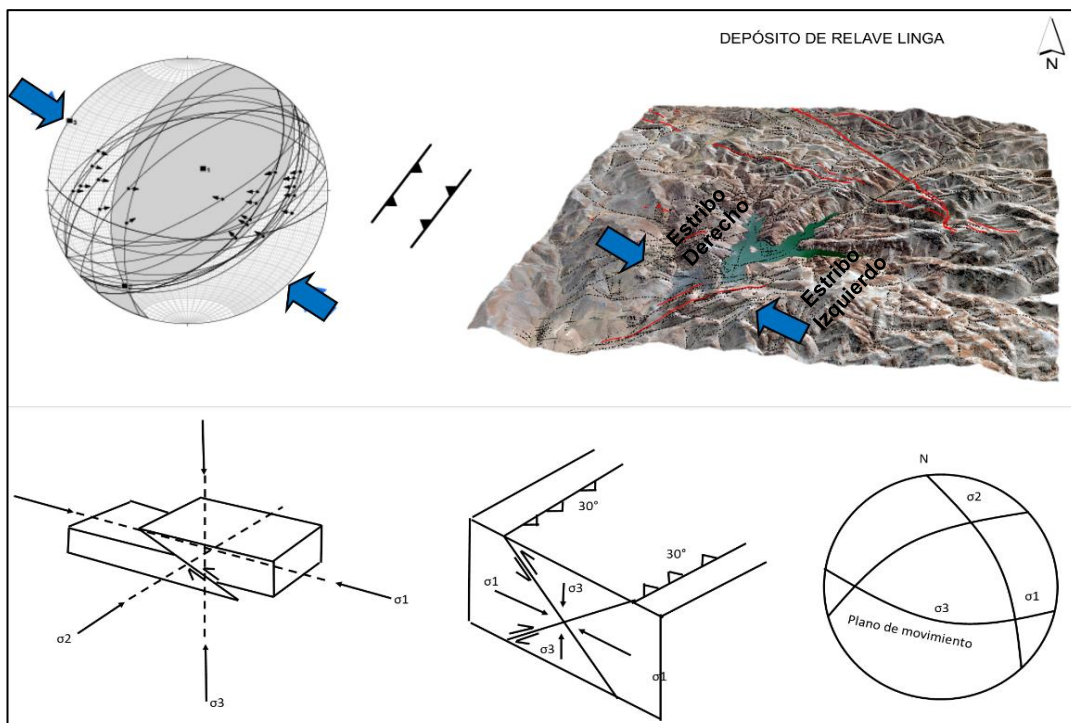 DEPÓSITO DE RELAVE LINGA
N
Estribo
Derecho
Estribo
Izquierdo
σ1
σ2
σ3
30°
30°
σ1
σ3
σ3
σ1
N
σ2
σ1
σ3
Plano de movimiento